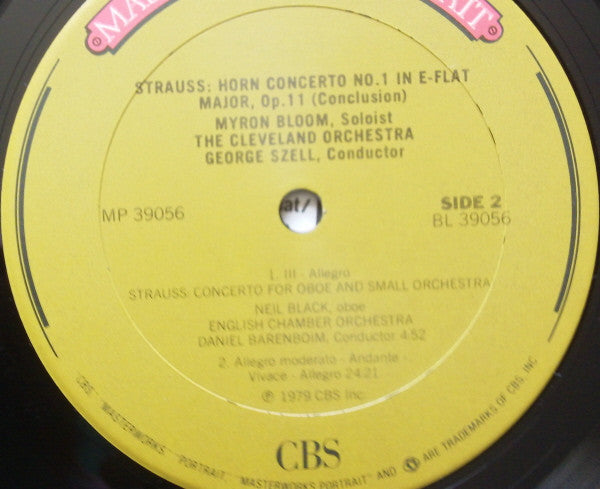 STRAUSS: HORN CONCERTO NO.1 IN E-FLAT
MAJOR, Op.11 (Conclusion)
MYRON BLOOM, Soloist
THE CLEVELAND ORCHESTRA
GEORGE SZELL, Conductor
at/
MP 39056
SIDE 2
BL 39056
1. III - Allegro
STRAUSS: CONCERTO FOR OBOE AND SMALL ORCHESTRA
NEIL BLACK, oboe
ENGLISH CHAMBER ORCHESTRA
DANIEL BARENBOIM, Conductor 4:52
2. Allegro moderato - Andante -
Vivace - Allegro 24:21
℗ 1979 CBS Inc.
CBS
CBS "MASTERWORKS" PORTRAIT, "MASTERWORKS PORTRAIT" AND ARE TRADEMARKS OF CBS, INC